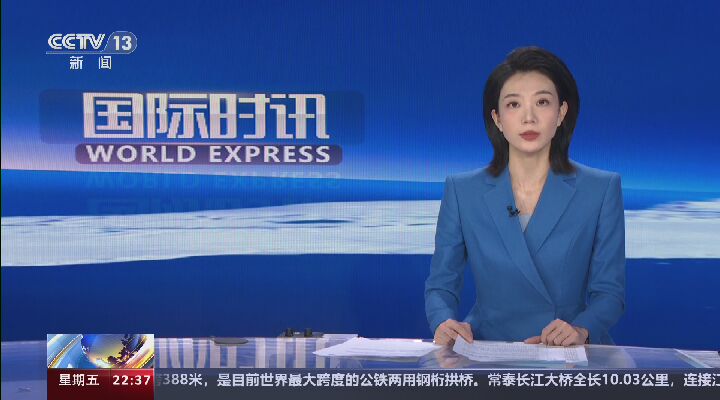 CCTV 13
新闻
国际时讯
WORLD EXPRESS
星期五 22:37
388米，是目前世界最大跨度的公铁两用钢桁拱桥。常泰长江大桥全长10.03公里，连接江